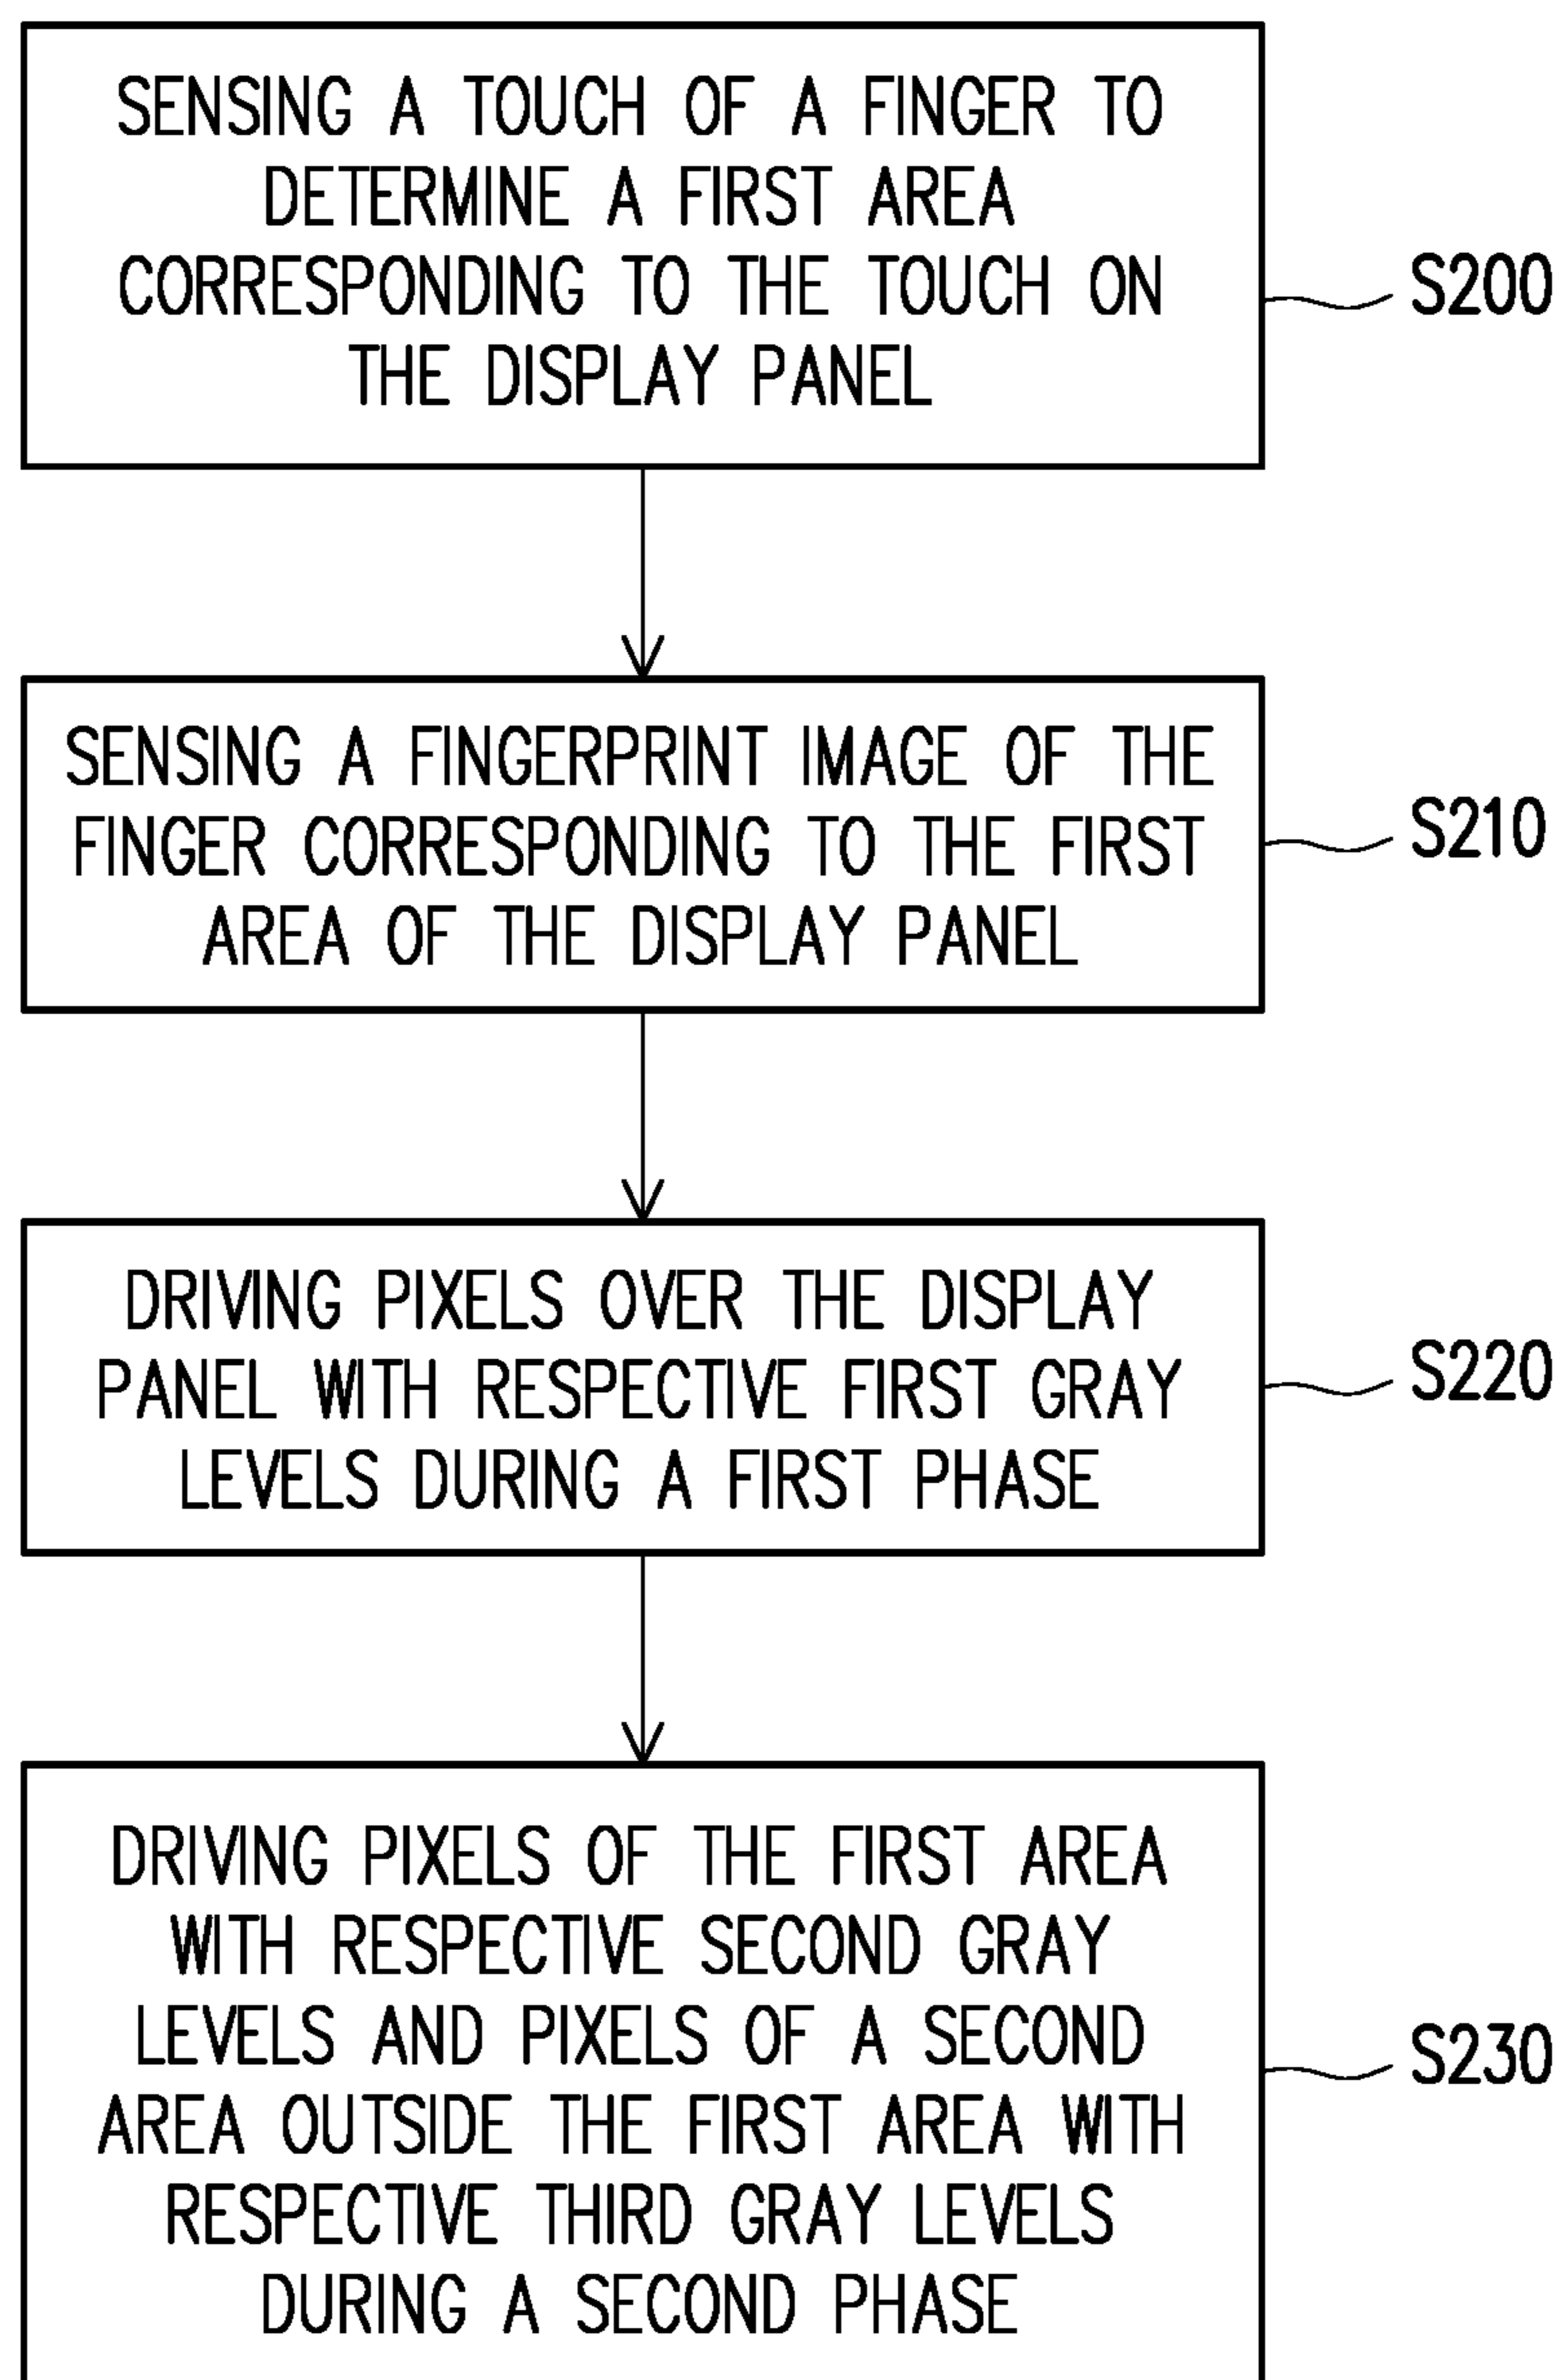 SENSING A TOUCH OF A FINGER TO
DETERMINE A FIRST AREA
CORRESPONDING TO THE TOUCH ON
THE DISPLAY PANEL
S200
SENSING A FINGERPRINT IMAGE OF THE
FINGER CORRESPONDING TO THE FIRST
AREA OF THE DISPLAY PANEL
S210
DRIVING PIXELS OVER THE DISPLAY
PANEL WITH RESPECTIVE FIRST GRAY
LEVELS DURING A FIRST PHASE
S220
DRIVING PIXELS OF THE FIRST AREA
WITH RESPECTIVE SECOND GRAY
LEVELS AND PIXELS OF A SECOND
AREA OUTSIDE THE FIRST AREA WITH
RESPECTIVE THIRD GRAY LEVELS
DURING A SECOND PHASE
S230